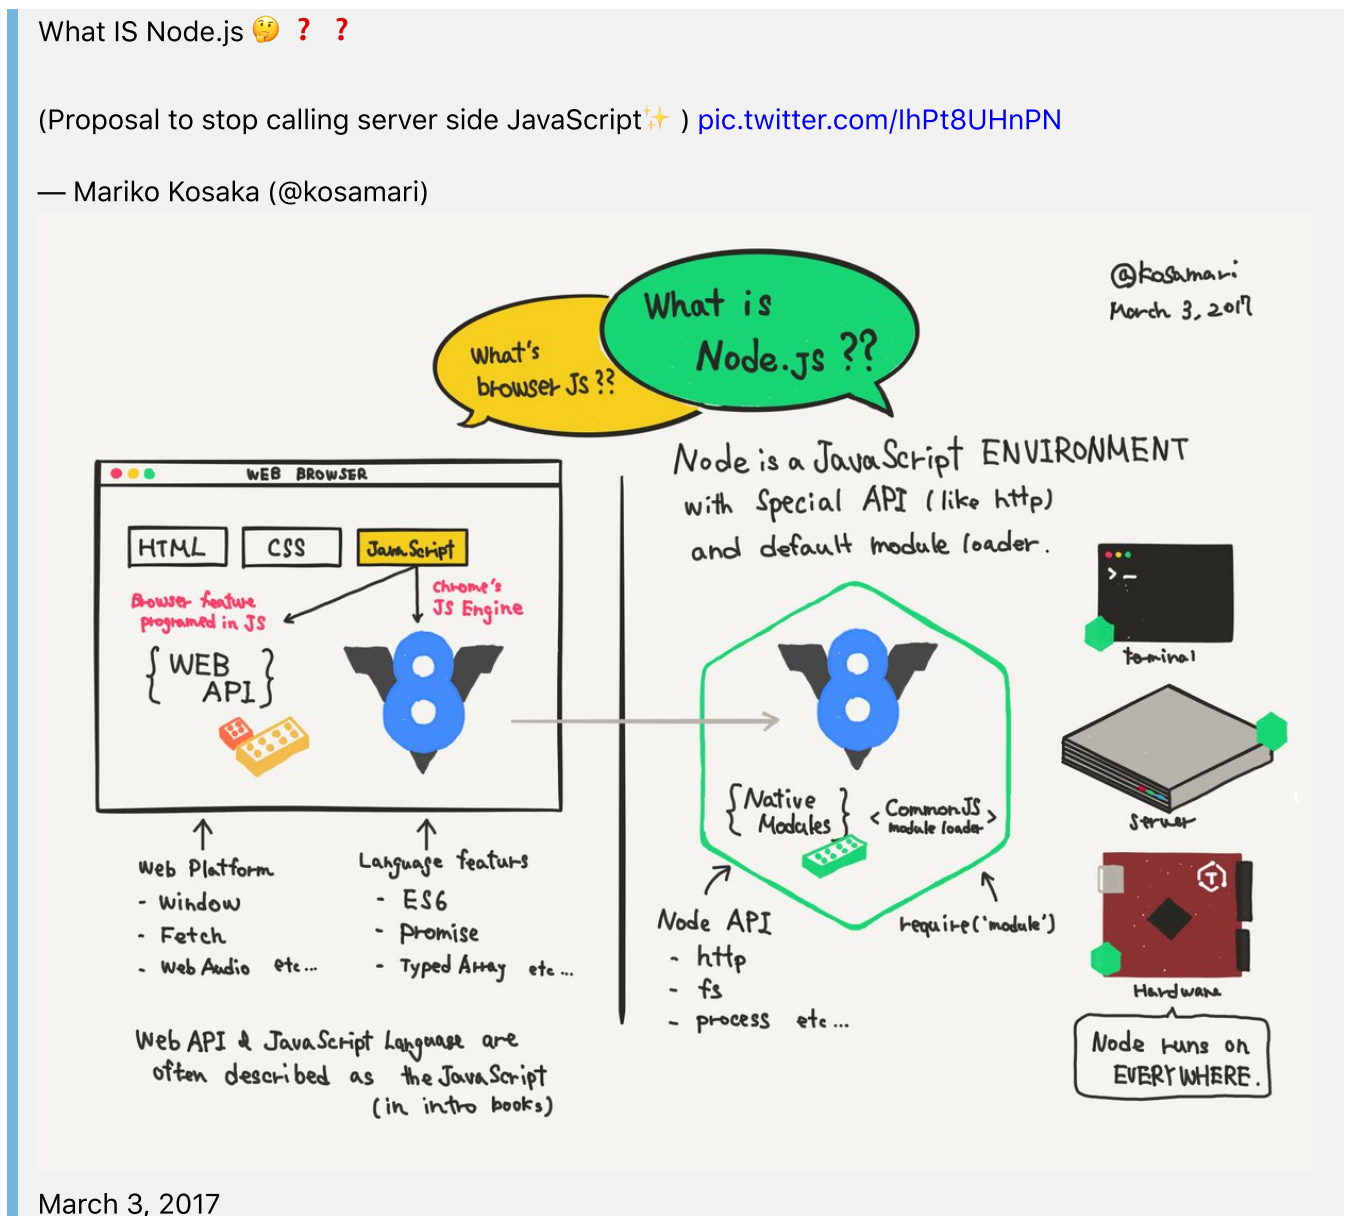 What IS Node.js 🤔 ❓ ❓
(Proposal to stop calling server side JavaScript✨ ) pic.twitter.com/IhPt8UHnPN
— Mariko Kosaka (@kosamari)
@kosamari
March 3, 2017
What is
Node.js ??
What's
browser Js ??
WEB BROWSER
HTML
CSS
JavaScript
Browser feature
programed in JS
Chrome's
JS Engine
{WEB
API}
8
Web Platform
- Window
- Fetch
- Web Audio etc...
Language featurs
- ES6
- Promise
- Typed Array etc...
Web API & JavaScript Language are
often described as the JavaScript
(in intro books)
Node is a JavaScript ENVIRONMENT
with special API (like http)
and default module loader.
8
{Native
Modules}
<CommonJS
module loader>
Node API
- http
- fs
- process etc...
require('module')
>_
terminal
server
T
Hardware
Node runs on
EVERYWHERE.
March 3, 2017